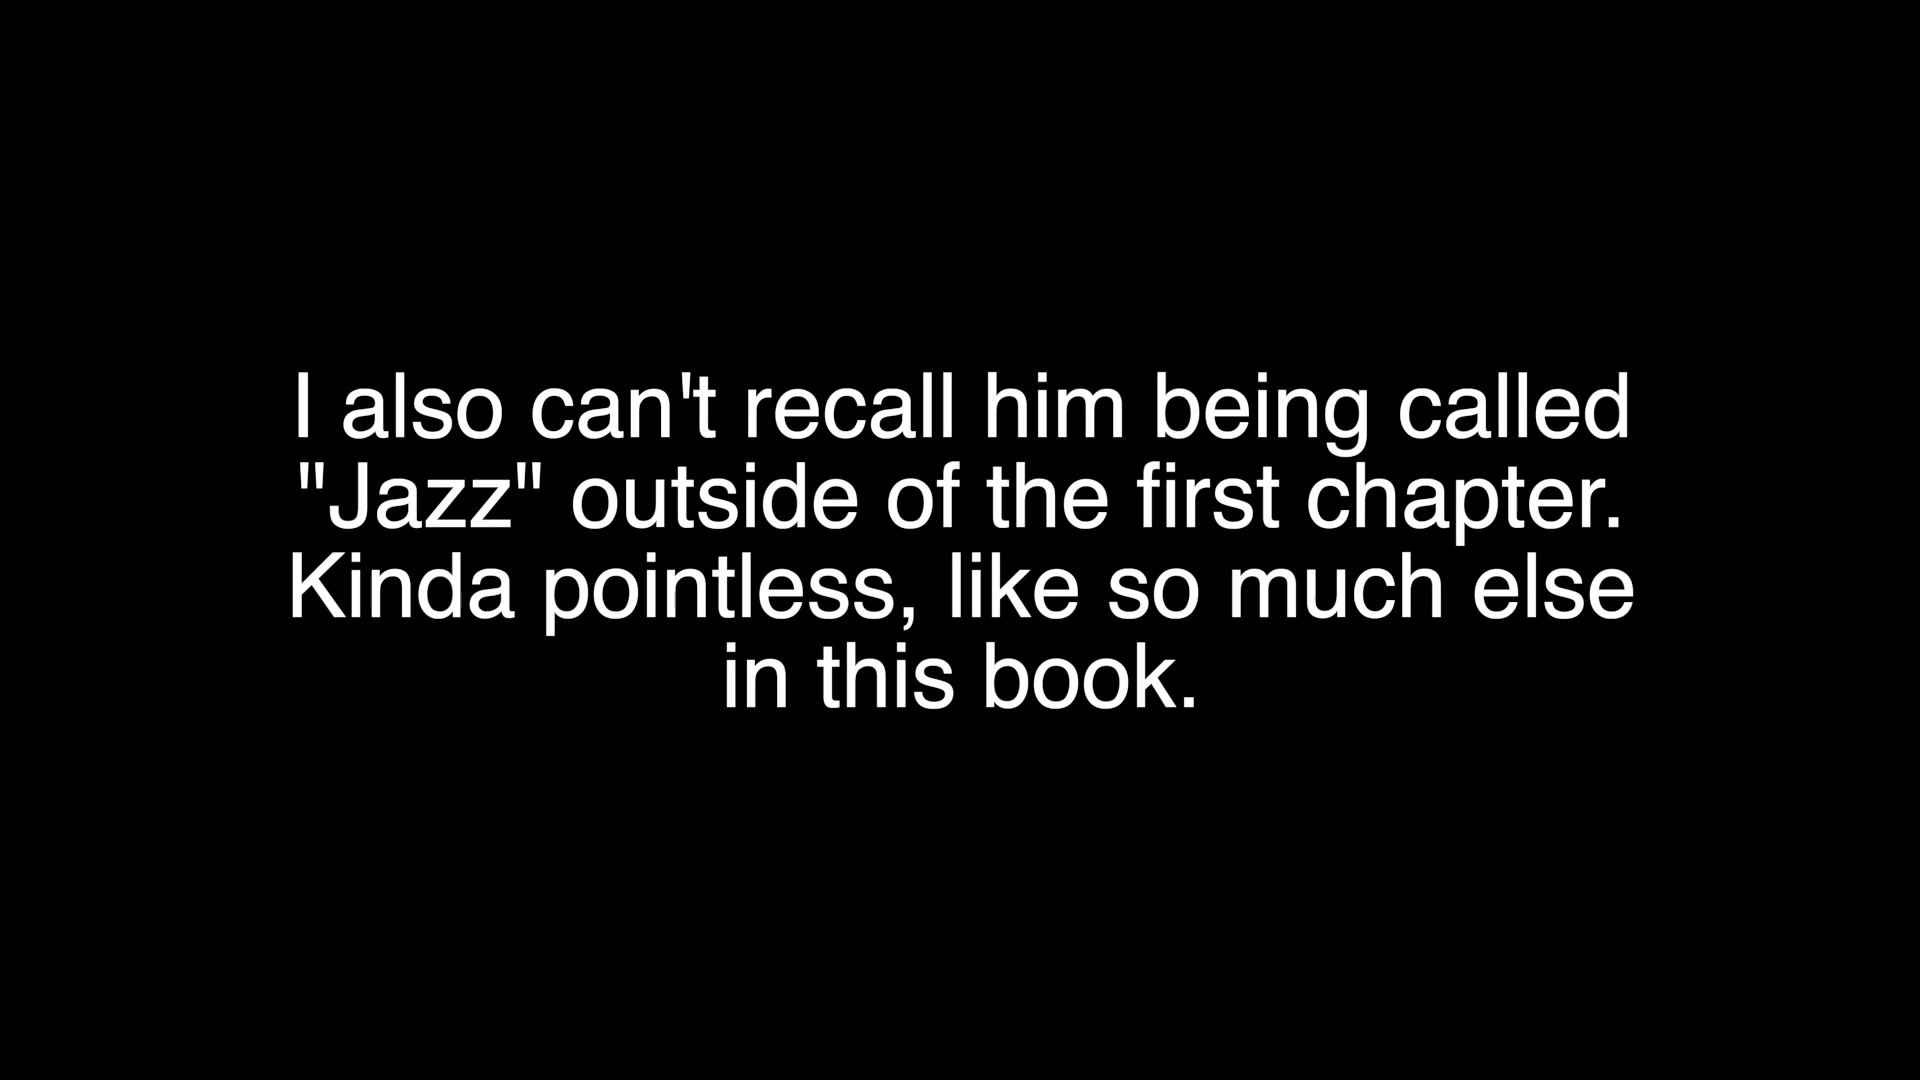 I also can't recall him being called
"Jazz" outside of the first chapter.
Kinda pointless, like so much else
in this book.